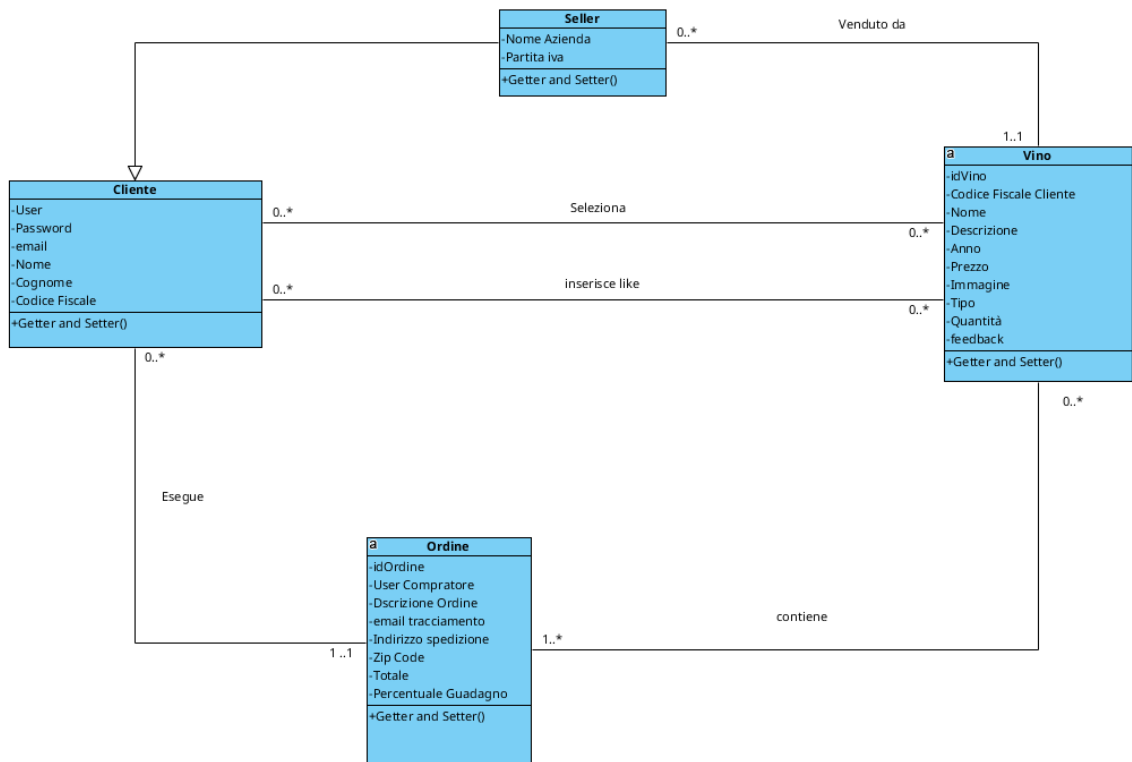 Seller
-Nome Azienda
-Partita iva
+Getter and Setter()
0..*
Venduto da
1..1
a
Vino
-idVino
-Codice Fiscale Cliente
-Nome
-Descrizione
-Anno
-Prezzo
-Immagine
-Tipo
-Quantità
-feedback
+Getter and Setter()
Cliente
-User
-Password
-email
-Nome
-Cognome
-Codice Fiscale
+Getter and Setter()
0..*
Seleziona
0..*
0..*
inserisce like
0..*
0..*
0..*
Esegue
a
Ordine
-idOrdine
-User Compratore
-Dscrizione Ordine
-email tracciamento
-Indirizzo spedizione
-Zip Code
-Totale
-Percentuale Guadagno
+Getter and Setter()
1 ..1
1..*
contiene